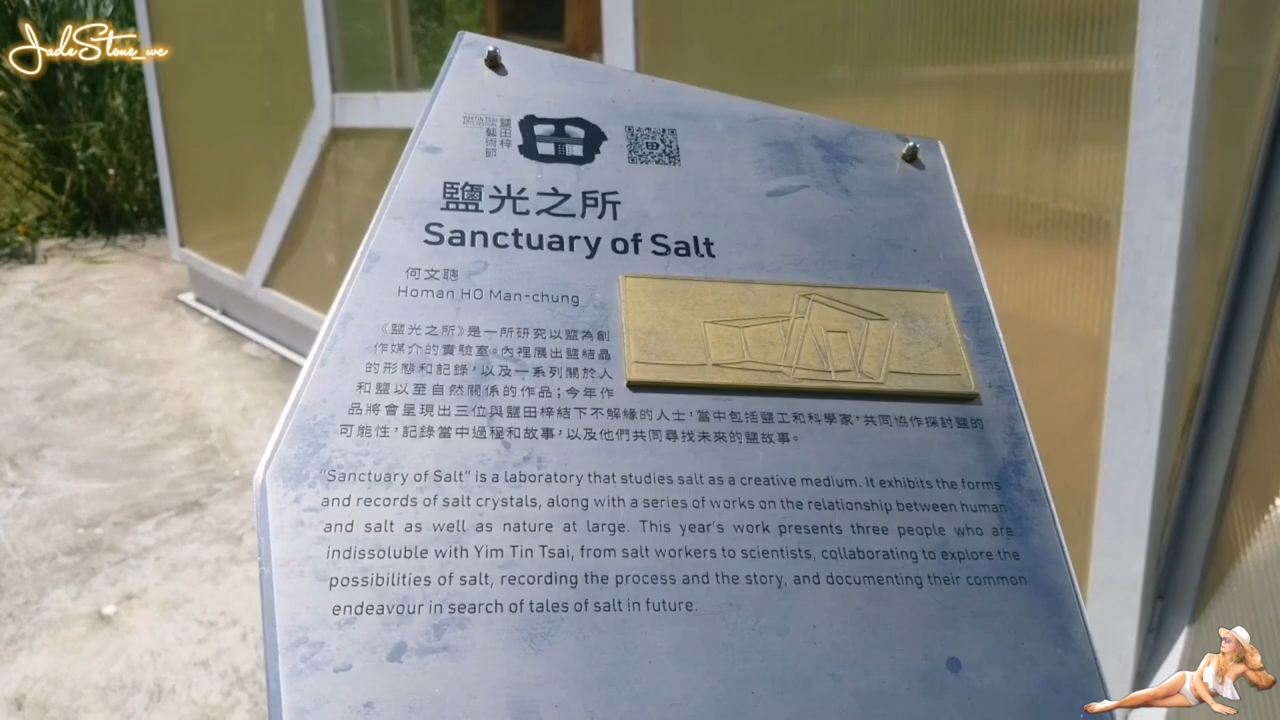 JadeStone_wc
鹽田梓
藝術節
鹽光之所
Sanctuary of Salt
何文聰
Homan HO Man-chung
《鹽光之所》是一所研究以鹽為創
作媒介的實驗室。內裡展出鹽結晶
的形態和記錄，以及一系列關於人
和鹽以至自然關係的作品；今年作
品將會呈現出三位與鹽田梓結下不解緣的人士，當中包括鹽工和科學家，共同協作探討鹽的
可能性，記錄當中過程和故事，以及他們共同尋找未來的鹽故事。
"Sanctuary of Salt" is a laboratory that studies salt as a creative medium. It exhibits the forms
and records of salt crystals, along with a series of works on the relationship between human
and salt as well as nature at large. This year's work presents three people who are
indissoluble with Yim Tin Tsai, from salt workers to scientists, collaborating to explore the
possibilities of salt, recording the process and the story, and documenting their common
endeavour in search of tales of salt in future.